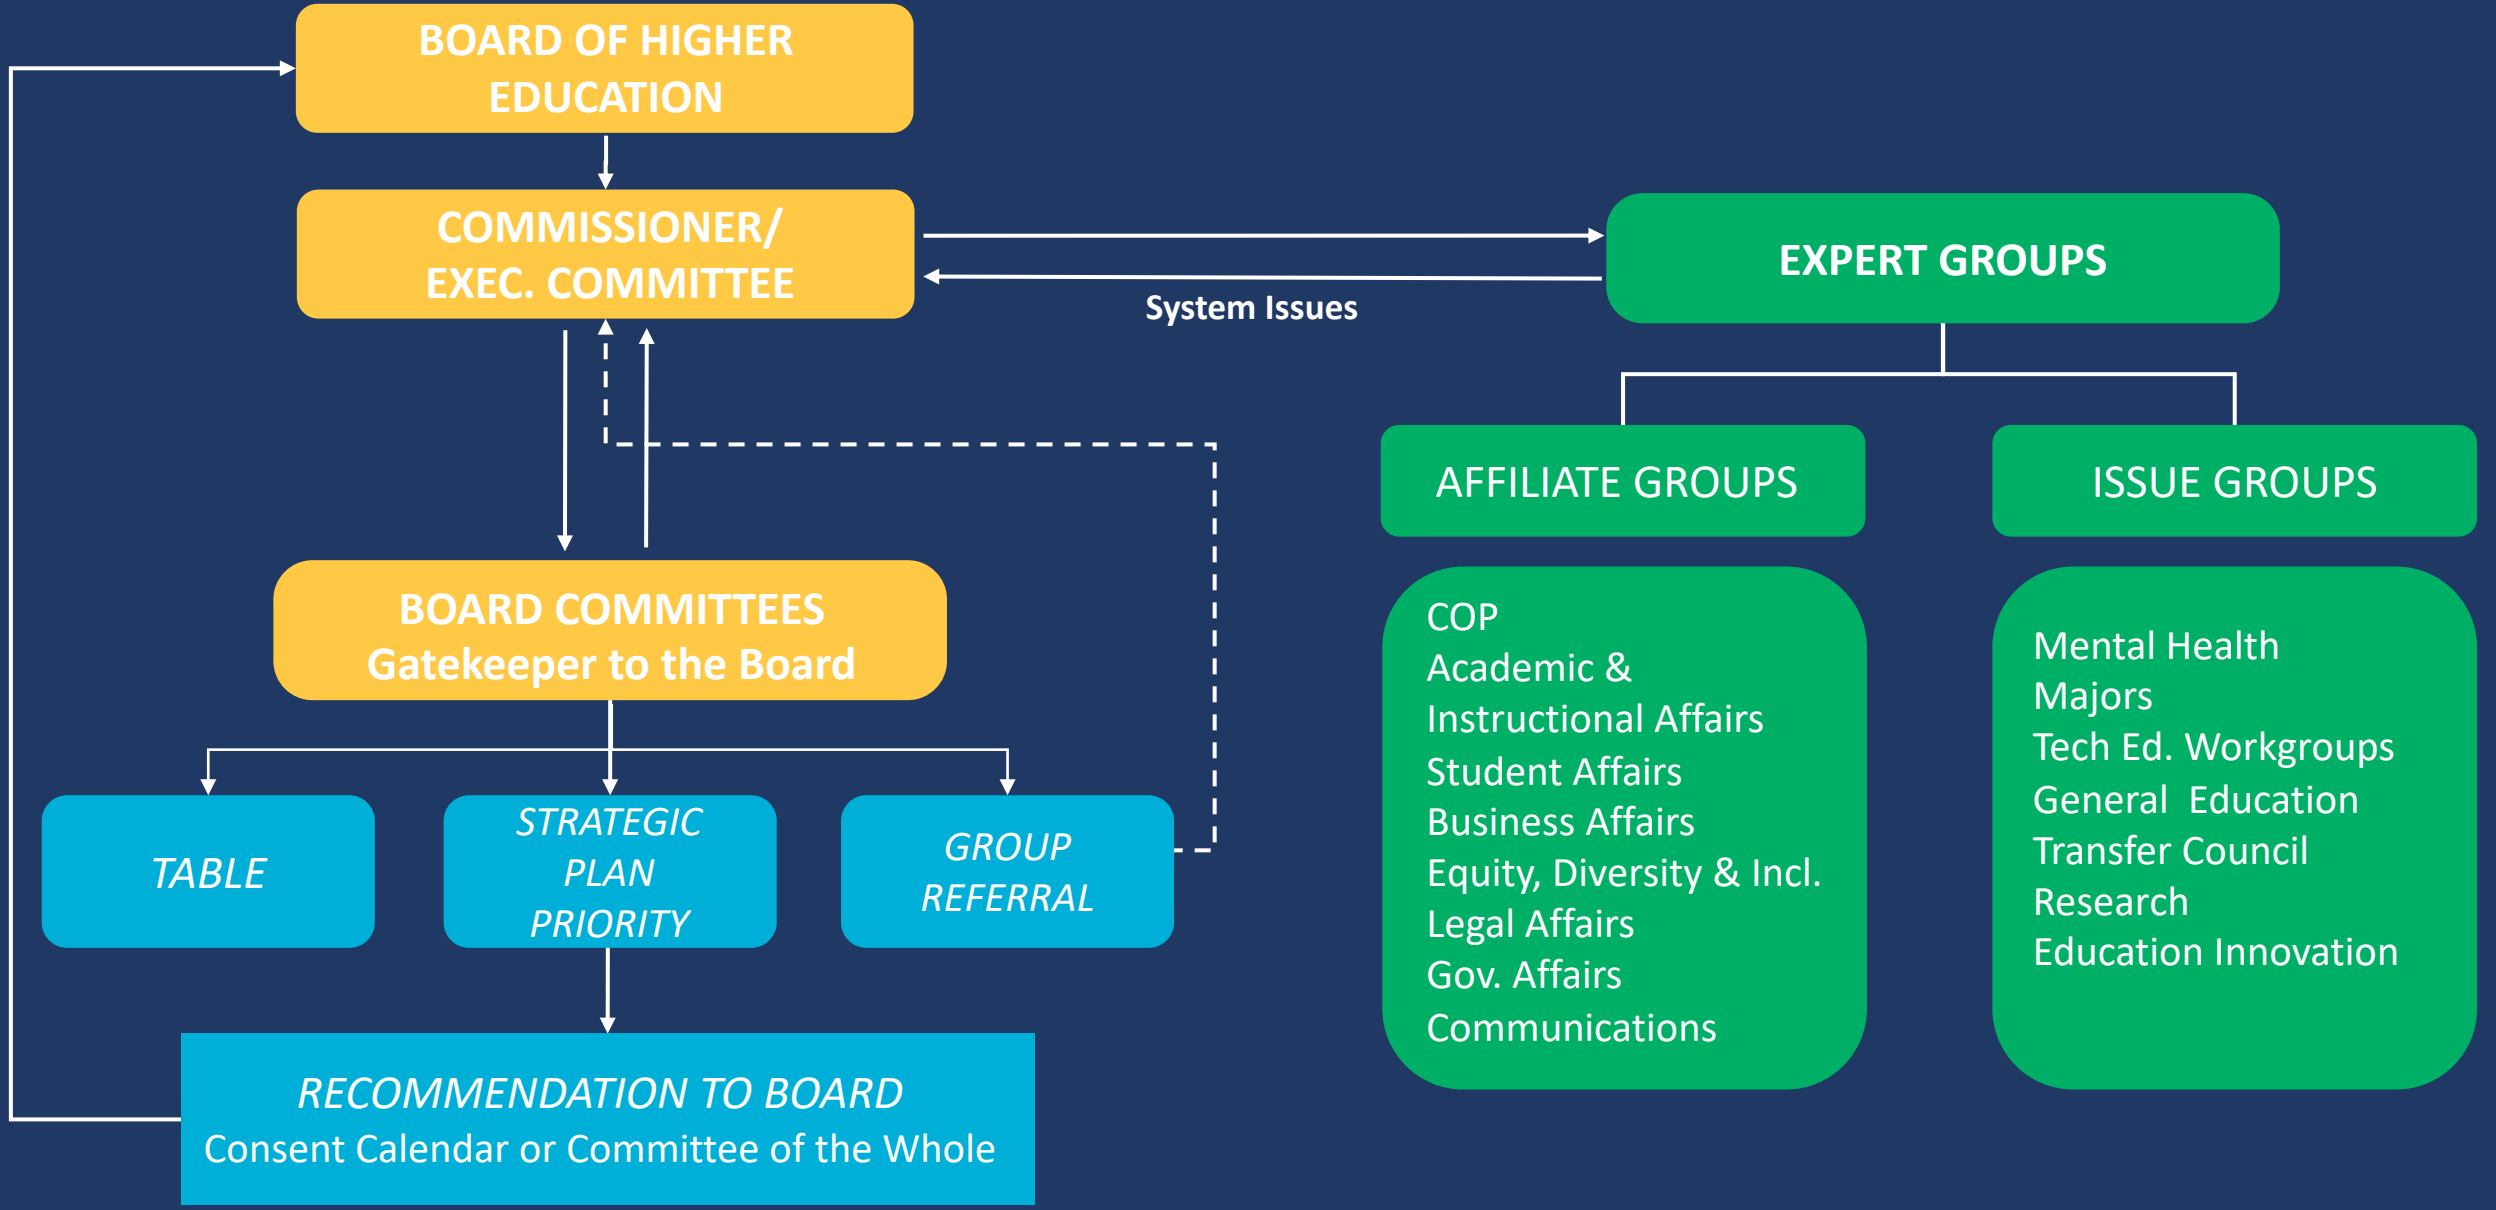 BOARD OF HIGHER
EDUCATION
COMMISSIONER/
EXEC. COMMITTEE
System Issues
EXPERT GROUPS
BOARD COMMITTEES
Gatekeeper to the Board
TABLE
STRATEGIC
PLAN
PRIORITY
GROUP
REFERRAL
RECOMMENDATION TO BOARD
Consent Calendar or Committee of the Whole
AFFILIATE GROUPS
COP
Academic &
Instructional Affairs
Student Affairs
Business Affairs
Equity, Diversity & Incl.
Legal Affairs
Gov. Affairs
Communications
ISSUE GROUPS
Mental Health
Majors
Tech Ed. Workgroups
General  Education
Transfer Council
Research
Education Innovation